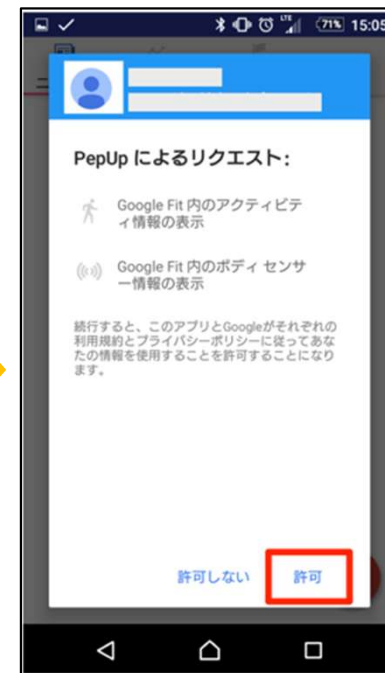 LTE 71% 15:05
PepUp によるリクエスト:
Google Fit 内のアクティビテ
ィ情報の表示
Google Fit 内のボディ センサ
ー情報の表示
続行すると、このアプリとGoogleがそれぞれの
利用規約とプライバシーポリシーに従ってあな
たの情報を使用することを許可することになり
ます。
許可しない 許可